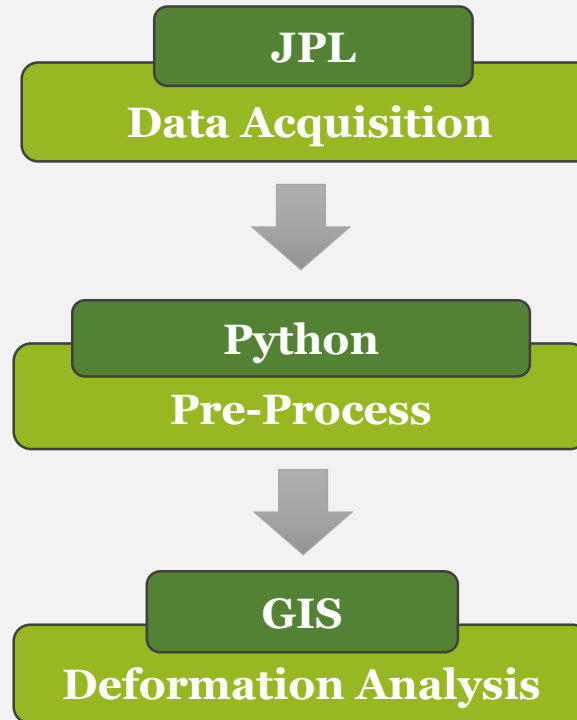 JPL
Data Acquisition
Python
Pre-Process
GIS
Deformation Analysis